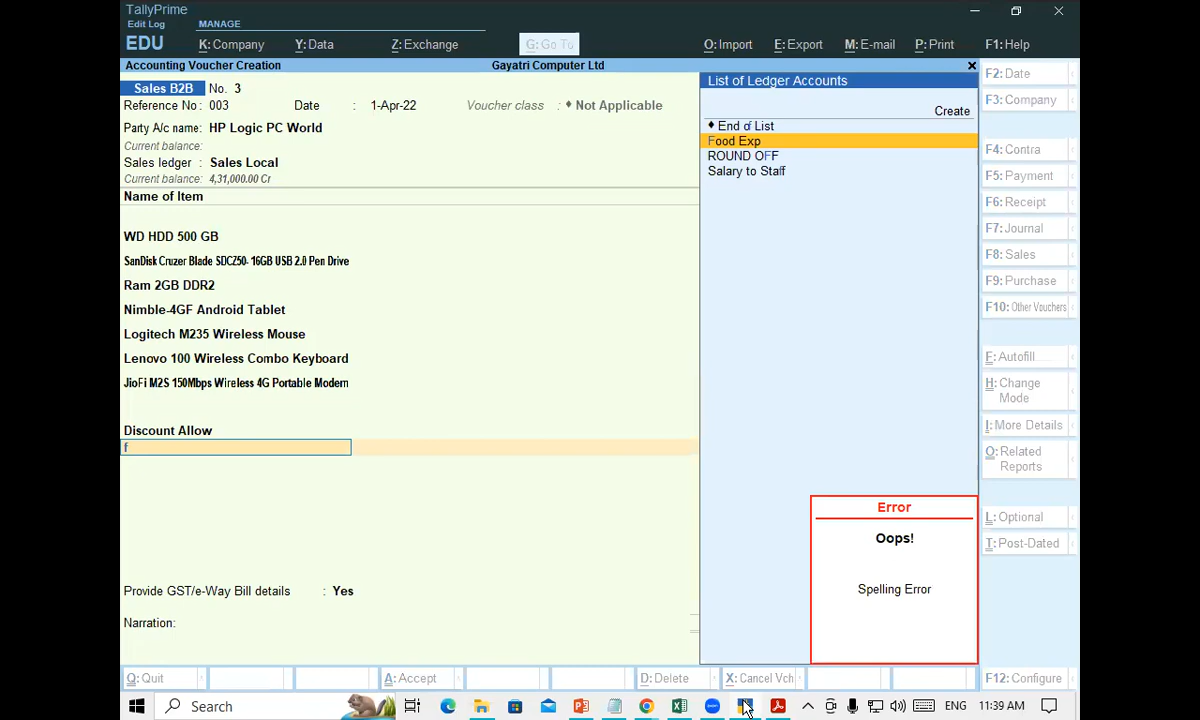 TallyPrime
Edit Log
MANAGE
EDU
K: Company
Y: Data
Z: Exchange
G: Go To
O: Import
E: Export
M: E-mail
P: Print
F1: Help
Accounting Voucher Creation
Gayatri Computer Ltd
Sales B2B No. 3
Reference No : 003 Date : 1-Apr-22 Voucher class : ♦ Not Applicable
Party A/c name: HP Logic PC World
Current balance:
Sales ledger : Sales Local
Current balance: 4,31,000.00 Cr
Name of Item
WD HDD 500 GB
SanDisk Cruzer Blade SDCZ50- 16GB USB 2.0 Pen Drive
Ram 2GB DDR2
Nimble-4GF Android Tablet
Logitech M235 Wireless Mouse
Lenovo 100 Wireless Combo Keyboard
JioFi M2S 150Mbps Wireless 4G Portable Modem
Discount Allow
f
Provide GST/e-Way Bill details : Yes
Narration:
List of Ledger Accounts
Create
♦ End of List
Food Exp
ROUND OFF
Salary to Staff
Error
Oops!
Spelling Error
F2: Date
F3: Company
F4: Contra
F5: Payment
F6: Receipt
F7: Journal
F8: Sales
F9: Purchase
F10: Other Vouchers
F: Autofill
H: Change
Mode
I: More Details
O: Related
Reports
L: Optional
T: Post-Dated
F12: Configure
Q: Quit
A: Accept
D: Delete
X: Cancel Vch
Search
ENG
11:39 AM